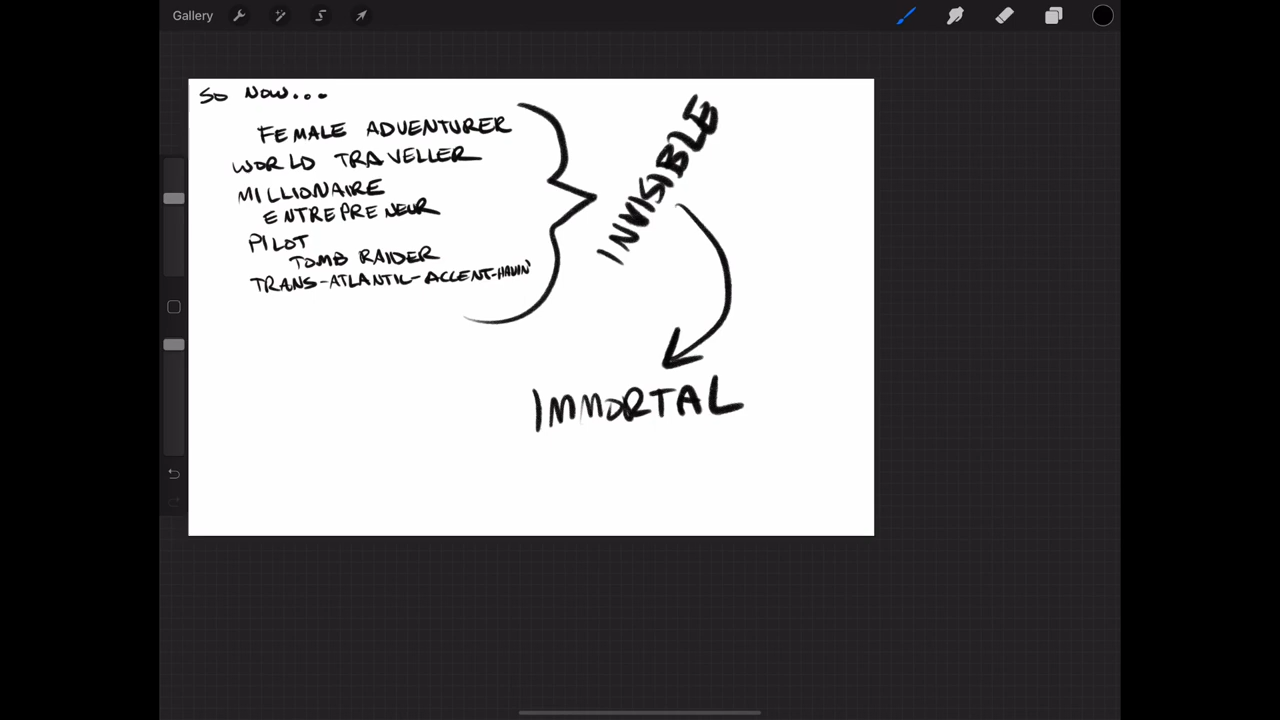 Gallery
SO NOW...
FEMALE ADVENTURER
WORLD TRAVELLER
MILLIONAIRE
ENTREPRENEUR
PILOT
TOMB RAIDER
TRANS-ATLANTIC-ACCENT-HAVIN'
INVISIBLE
IMMORTAL